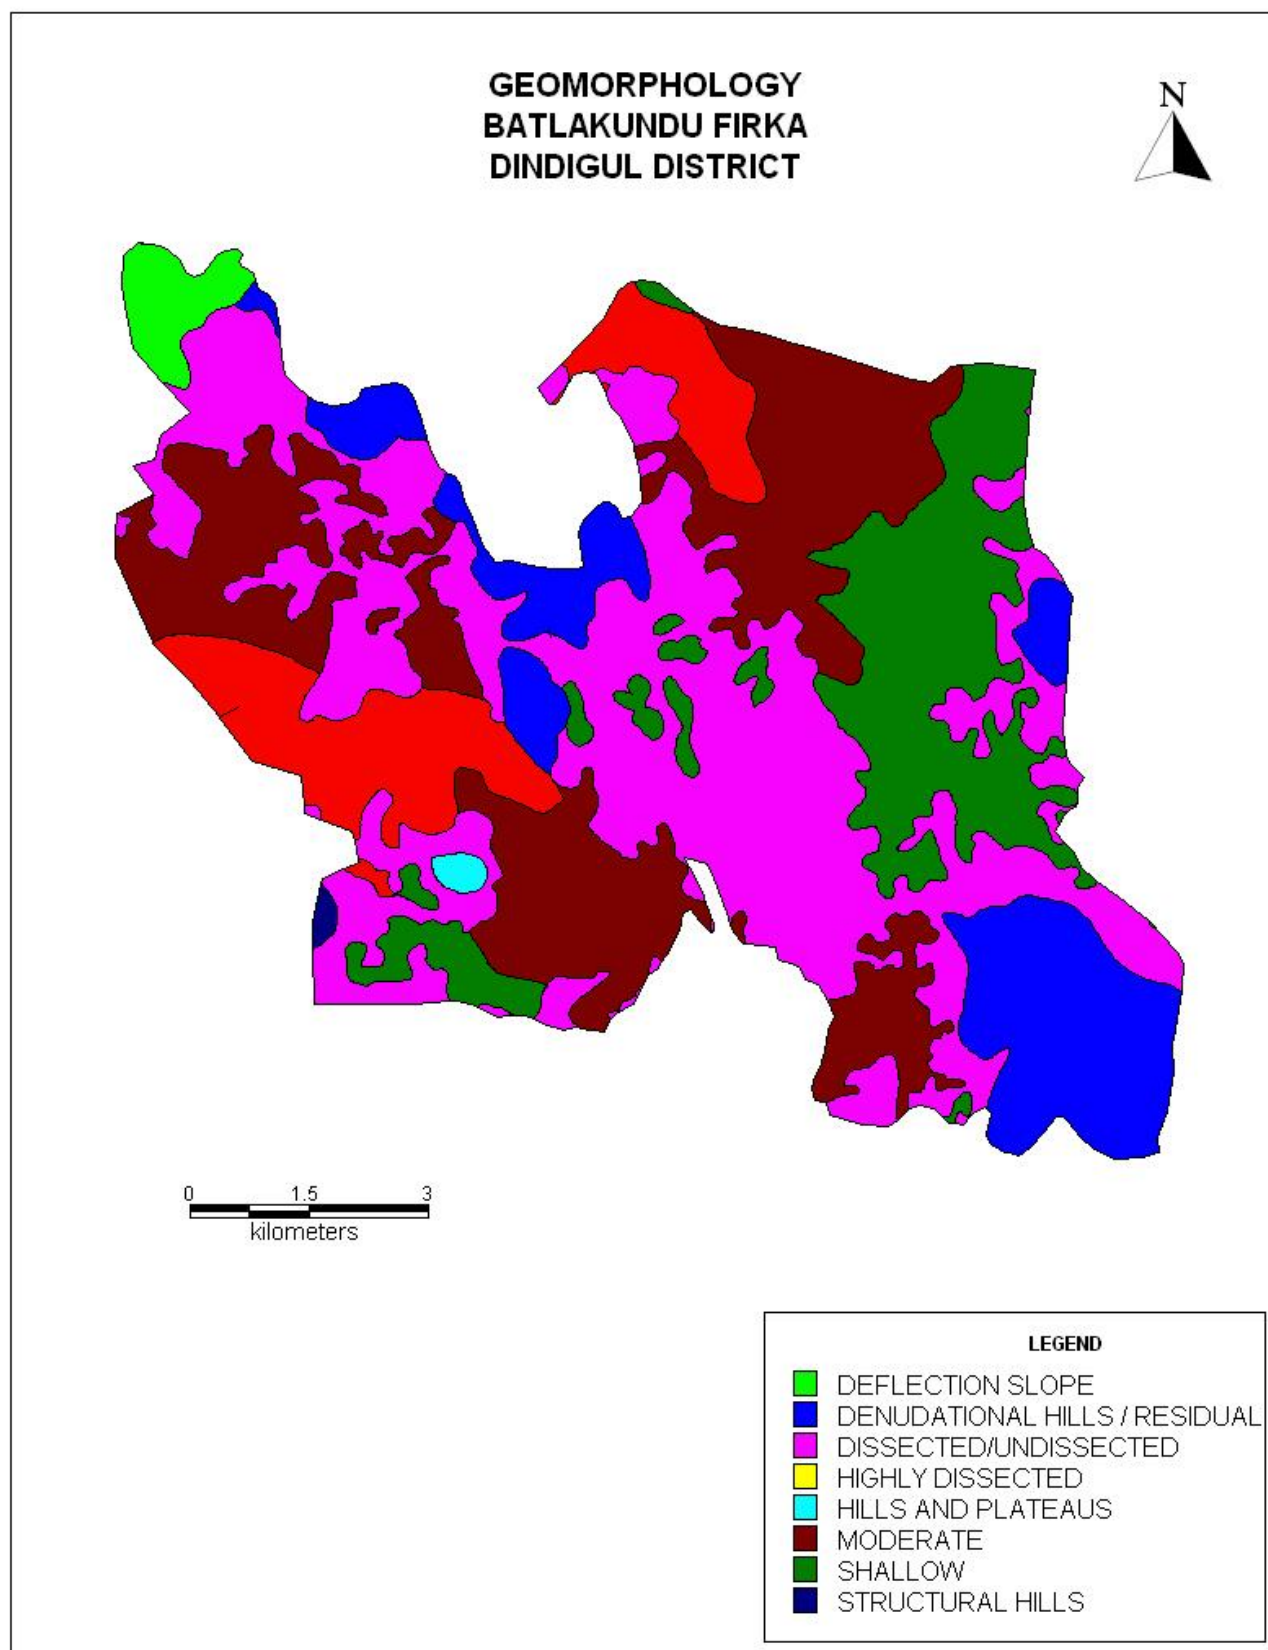 GEOMORPHOLOGY
BATLAKUNDU FIRKA
DINDIGUL DISTRICT
N
0 1.5 3
kilometers
LEGEND
DEFLECTION SLOPE
DENUDATIONAL HILLS / RESIDUAL
DISSECTED/UNDISSECTED
HIGHLY DISSECTED
HILLS AND PLATEAUS
MODERATE
SHALLOW
STRUCTURAL HILLS